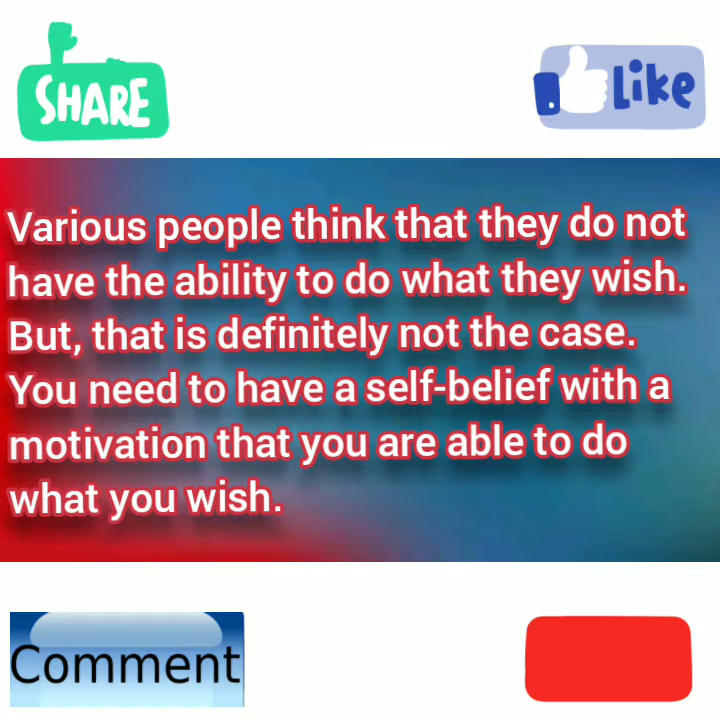 SHARE
Like
Various people think that they do not
have the ability to do what they wish.
But, that is definitely not the case.
You need to have a self-belief with a
motivation that you are able to do
what you wish.
Comment